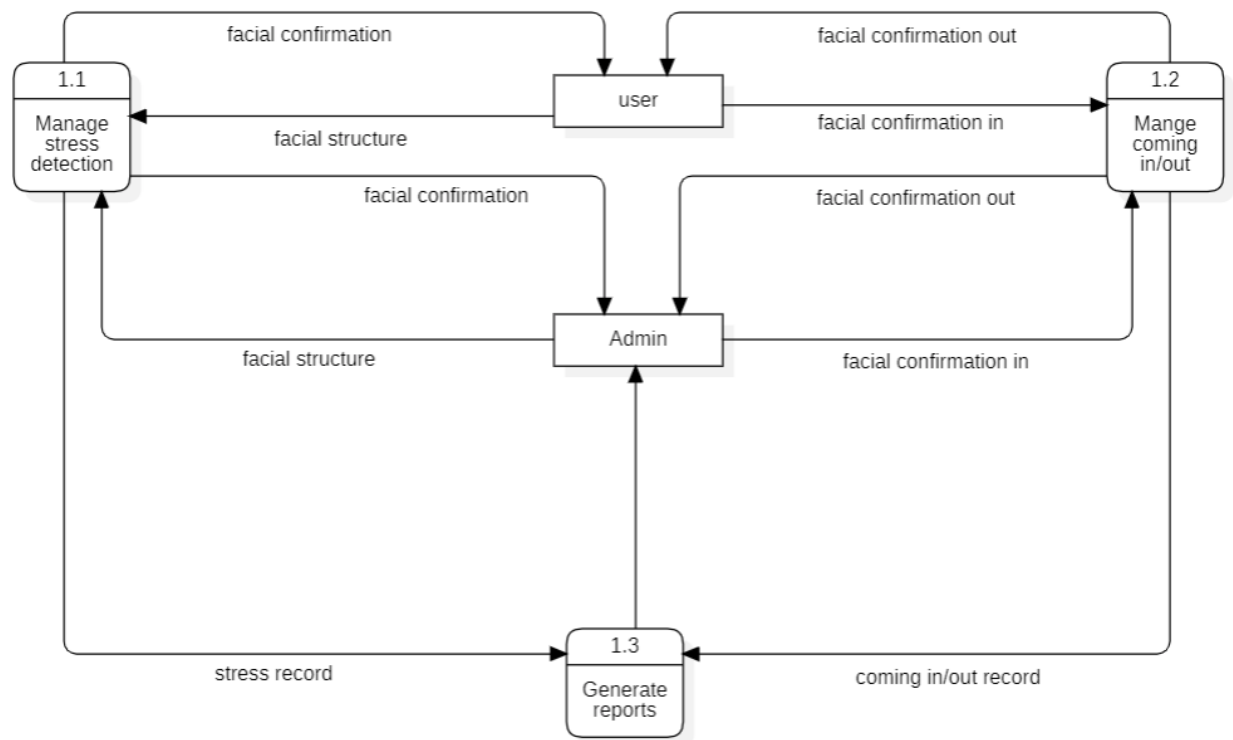 facial confirmation
facial confirmation out
1.1
Manage
stress
detection
user
1.2
Mange
coming
in/out
facial structure
facial confirmation in
facial confirmation
facial confirmation out
Admin
facial structure
facial confirmation in
1.3
Generate
reports
stress record
coming in/out record